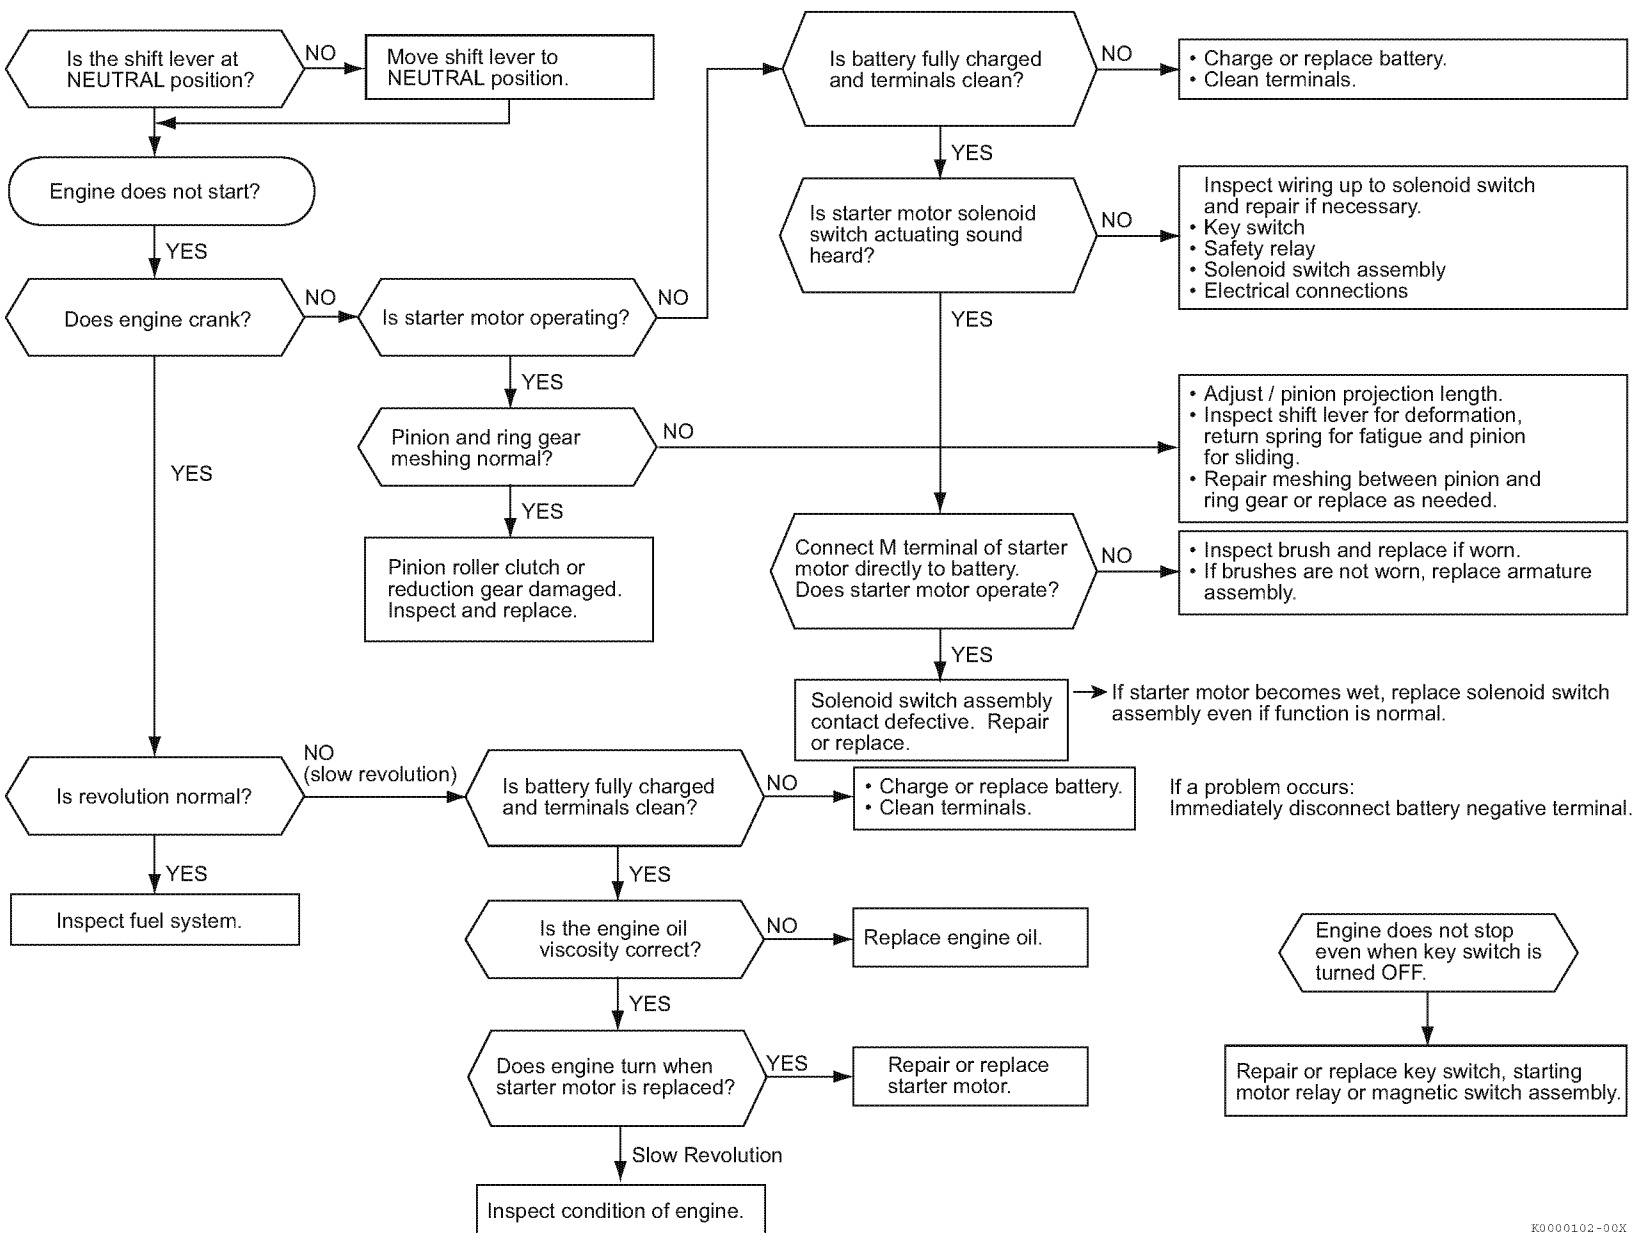 Is the shift lever at
NEUTRAL position?
NO
Move shift lever to
NEUTRAL position.
Engine does not start?
YES
Does engine crank?
NO
Is starter motor operating?
NO
YES
Pinion and ring gear
meshing normal?
NO
YES
Pinion roller clutch or
reduction gear damaged.
Inspect and replace.
Is battery fully charged
and terminals clean?
NO
• Charge or replace battery.
• Clean terminals.
YES
Is starter motor solenoid
switch actuating sound
heard?
NO
Inspect wiring up to solenoid switch
and repair if necessary.
• Key switch
• Safety relay
• Solenoid switch assembly
• Electrical connections
YES
• Adjust / pinion projection length.
• Inspect shift lever for deformation,
return spring for fatigue and pinion
for sliding.
• Repair meshing between pinion and
ring gear or replace as needed.
Connect M terminal of starter
motor directly to battery.
Does starter motor operate?
NO
• Inspect brush and replace if worn.
• If brushes are not worn, replace armature
assembly.
YES
Solenoid switch assembly
contact defective. Repair
or replace.
If starter motor becomes wet, replace solenoid switch
assembly even if function is normal.
YES
Is revolution normal?
NO
(slow revolution)
Is battery fully charged
and terminals clean?
NO
• Charge or replace battery.
• Clean terminals.
If a problem occurs:
Immediately disconnect battery negative terminal.
YES
Inspect fuel system.
YES
Is the engine oil
viscosity correct?
NO
Replace engine oil.
YES
Does engine turn when
starter motor is replaced?
YES
Repair or replace
starter motor.
Slow Revolution
Inspect condition of engine.
Engine does not stop
even when key switch is
turned OFF.
Repair or replace key switch, starting
motor relay or magnetic switch assembly.
K0000102-00X